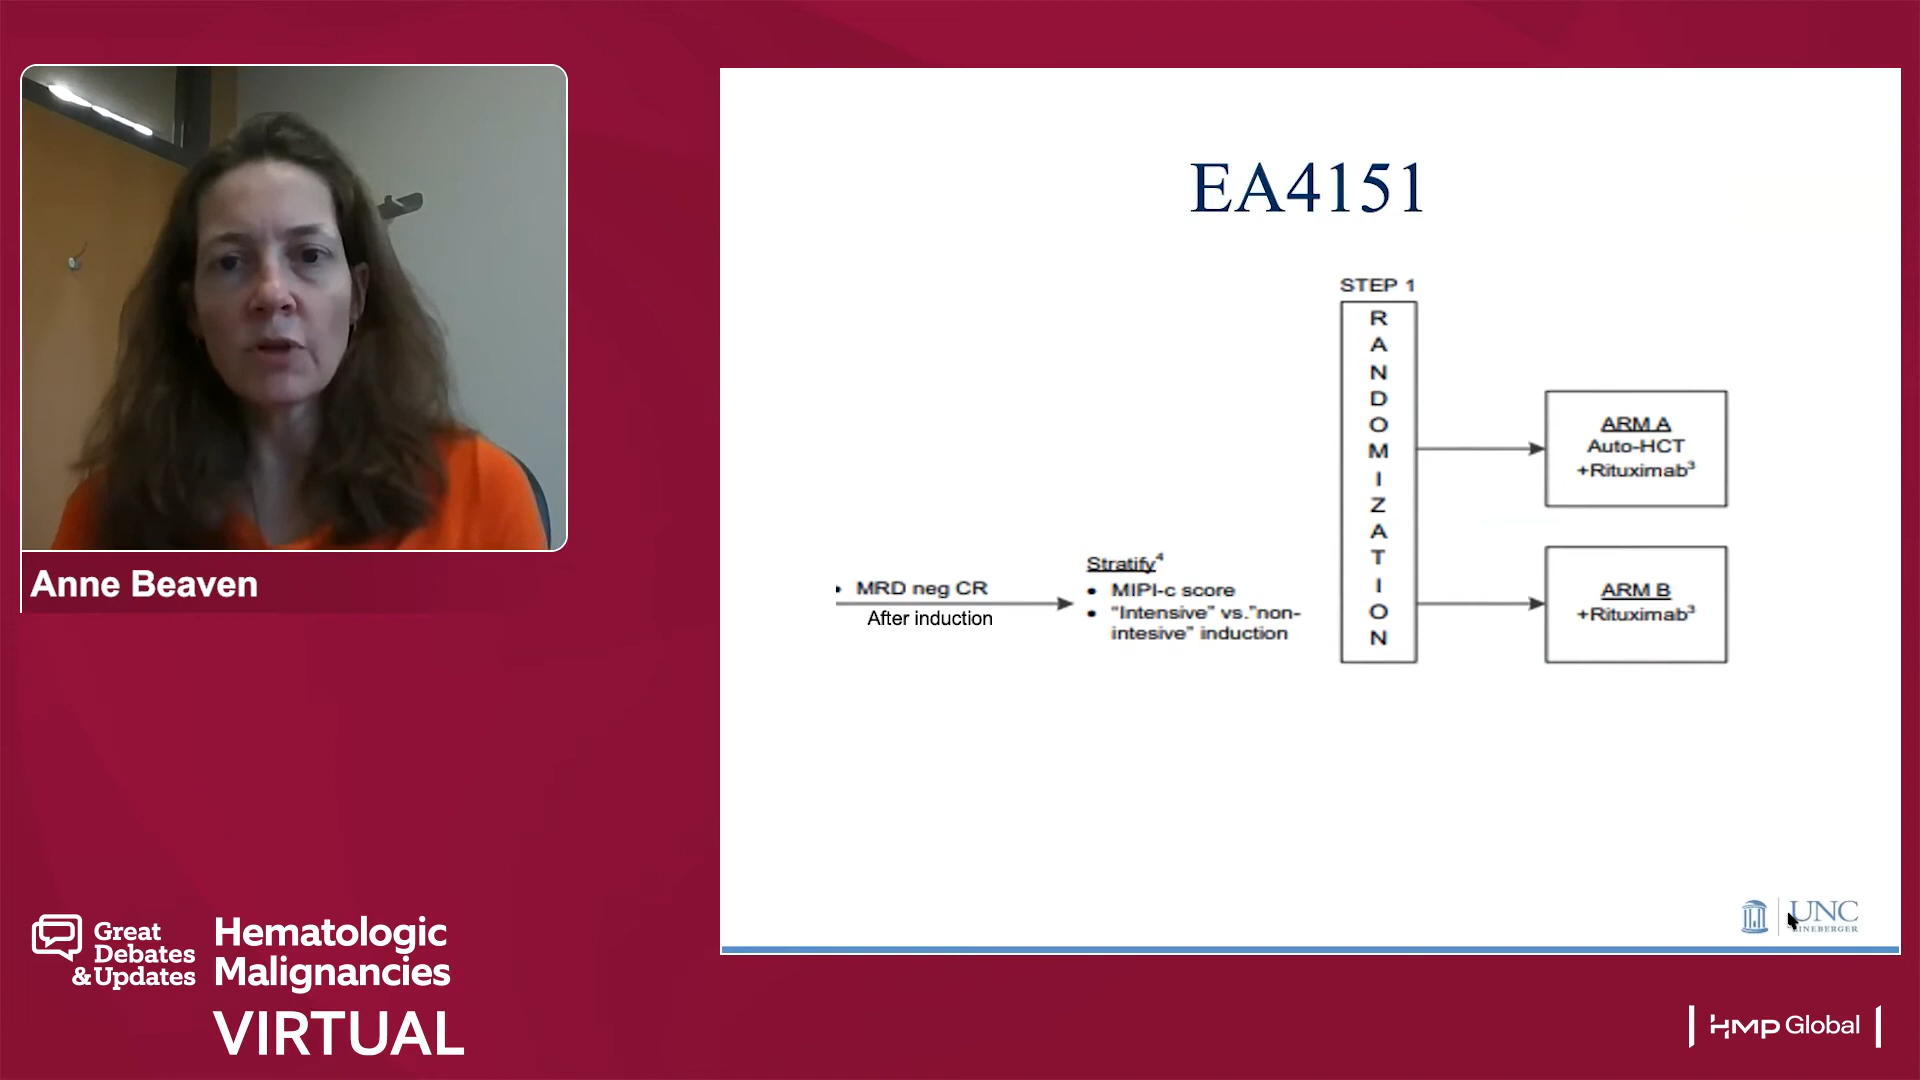 Anne Beaven
Great
Debates
&Updates
Hematologic
Malignancies
VIRTUAL
EA4151
STEP 1
R
A
N
D
O
M
I
Z
A
T
I
O
N
ARM A
Auto-HCT
+Rituximab³
ARM B
+Rituximab³
• MRD neg CR
After induction
Stratify⁴
• MIPI-c score
• “Intensive” vs.”non-
intesive” induction
UNC
LINEBERGER
HMP Global